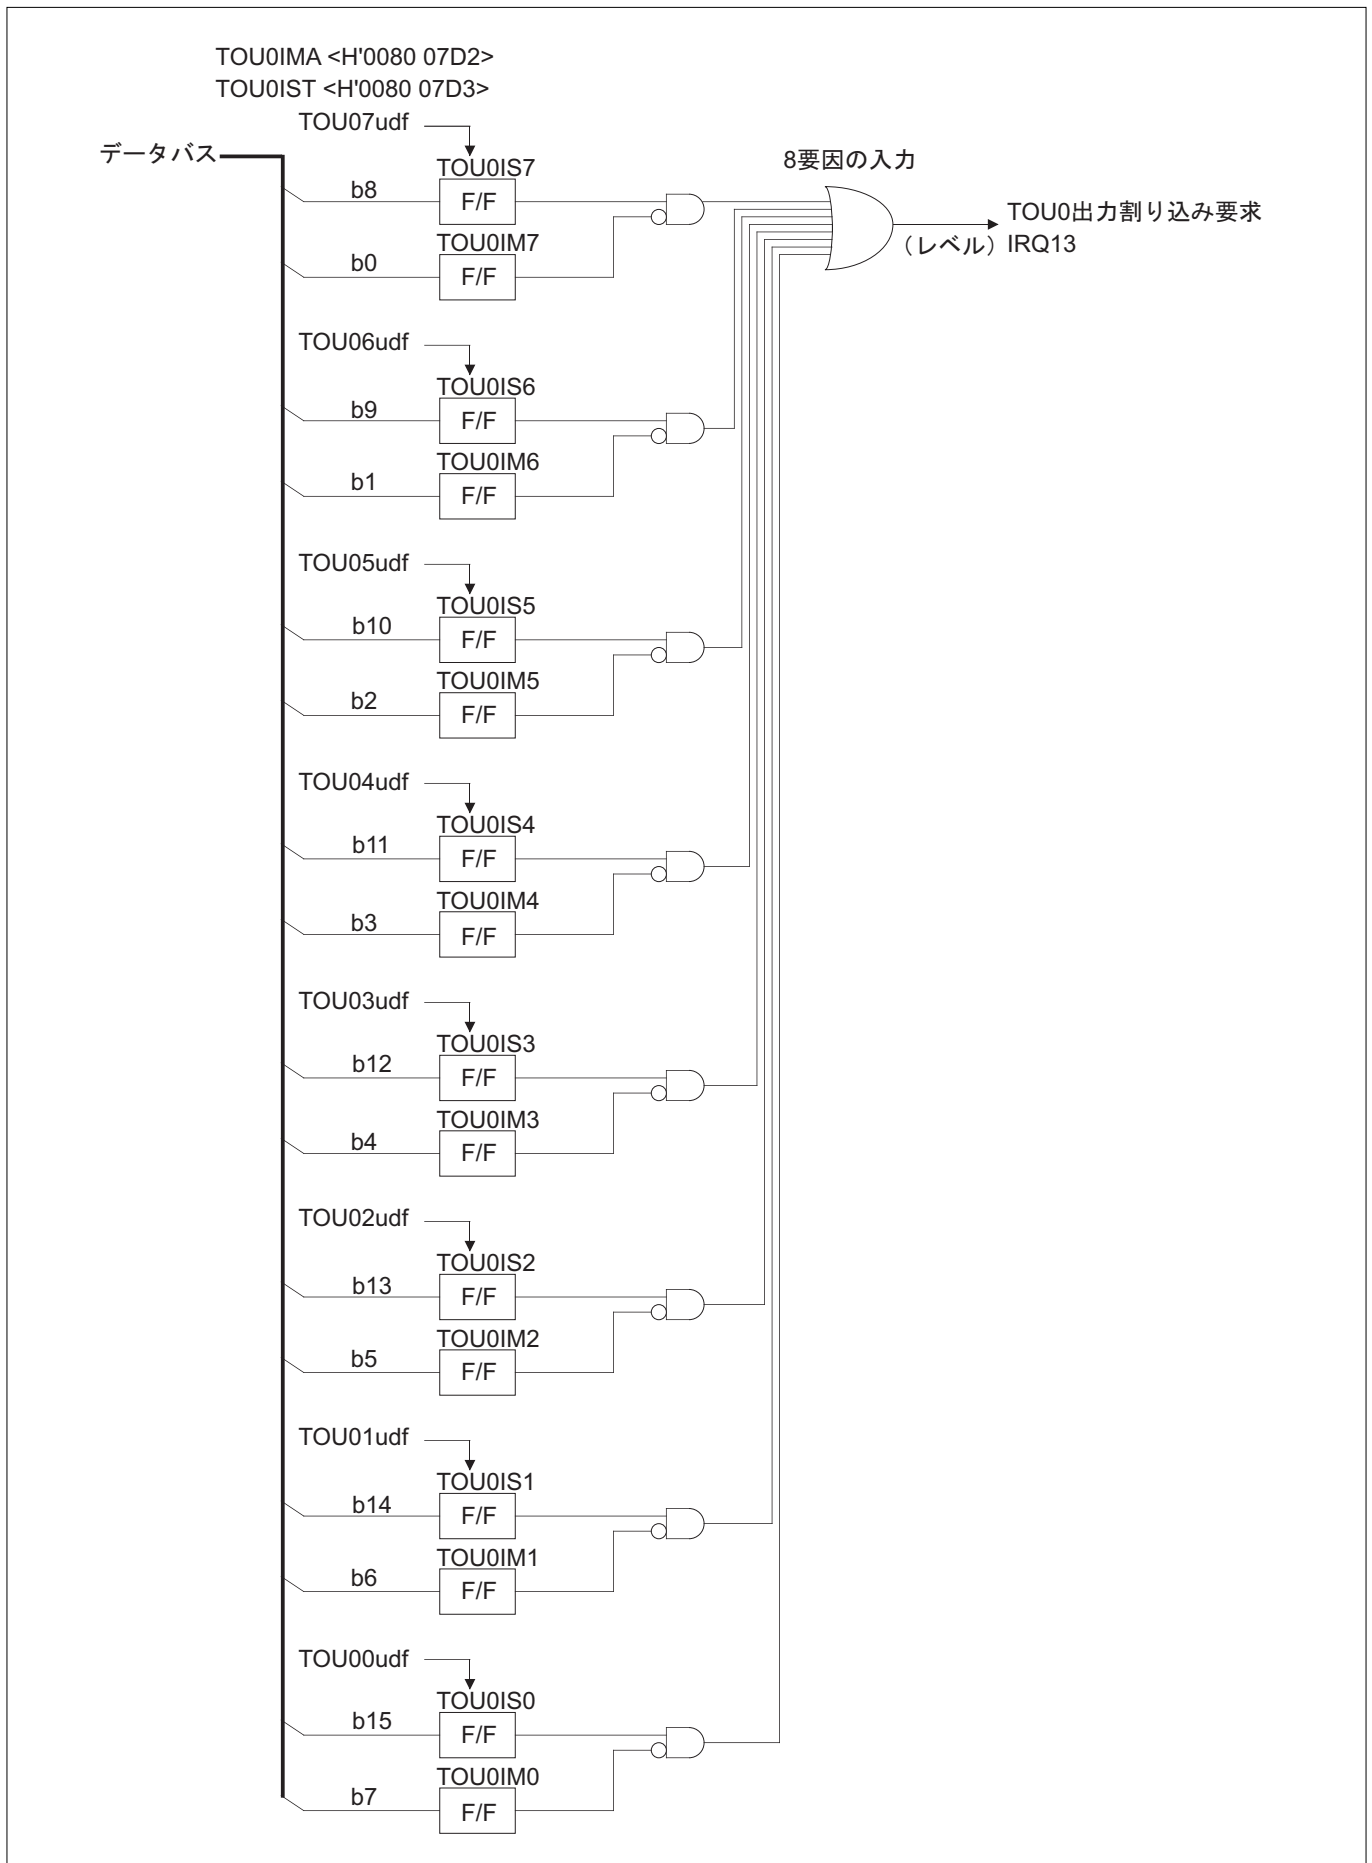 TOU0IMA <H'0080 07D2>
TOU0IST <H'0080 07D3>
TOU07udf
データバス
TOU0IS7
8要因の入力
b8
F/F
TOU0出力割り込み要求
(レベル)
IRQ13
TOU0IM7
b0
F/F
TOU06udf
TOU0IS6
b9
F/F
TOU0IM6
b1
F/F
TOU05udf
TOU0IS5
b10
F/F
TOU0IM5
b2
F/F
TOU04udf
TOU0IS4
b11
F/F
TOU0IM4
b3
F/F
TOU03udf
TOU0IS3
b12
F/F
TOU0IM3
b4
F/F
TOU02udf
TOU0IS2
b13
F/F
TOU0IM2
b5
F/F
TOU01udf
TOU0IS1
b14
F/F
TOU0IM1
b6
F/F
TOU00udf
TOU0IS0
b15
F/F
TOU0IM0
b7
F/F